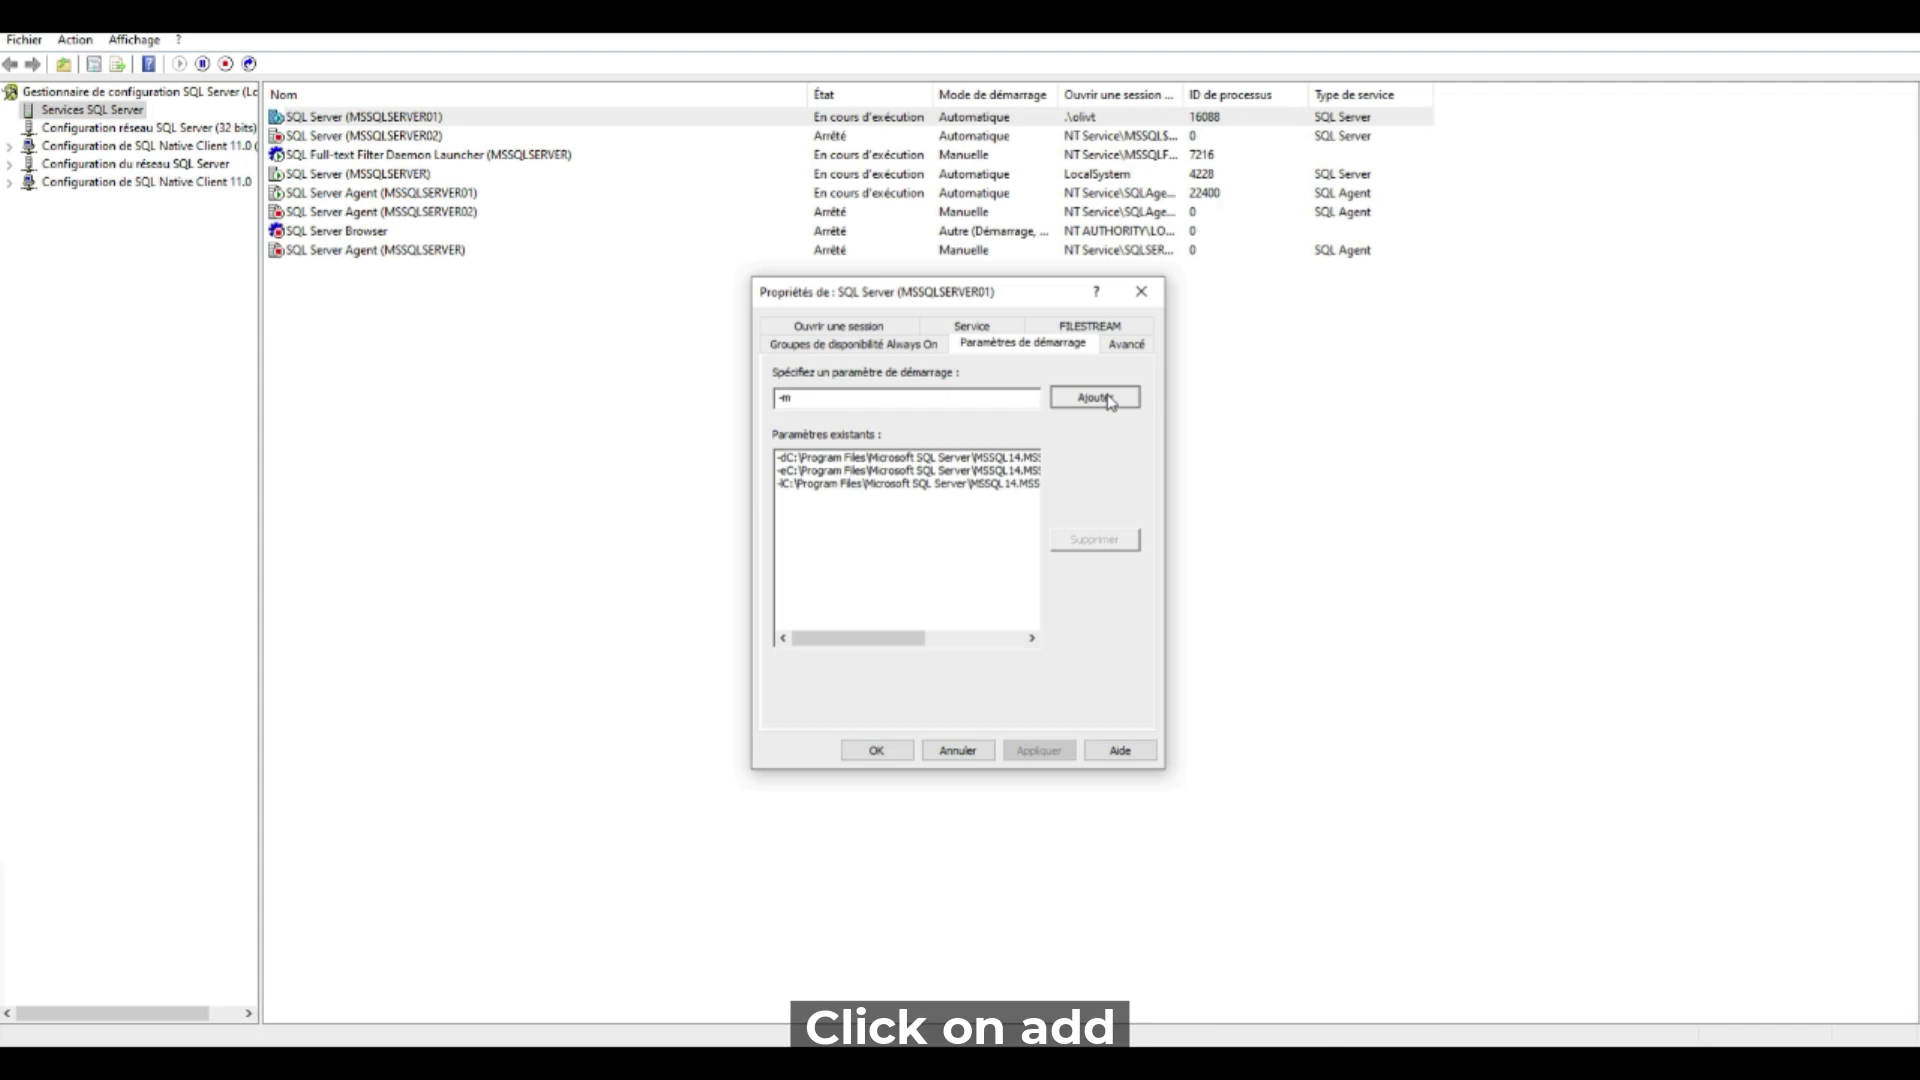 Fichier Action Affichage ?
Gestionnaire de configuration SQL Server (Lc
Services SQL Server
Configuration réseau SQL Server (32 bits)
Configuration de SQL Native Client 11.0 (
Configuration du réseau SQL Server
Configuration de SQL Native Client 11.0
Nom État Mode de démarrage Ouvrir une session ... ID de processus Type de service
SQL Server (MSSQLSERVER01) En cours d'exécution Automatique .\olivt 16088 SQL Server
SQL Server (MSSQLSERVER02) Arrêté Automatique NT Service\MSSQL$... 0 SQL Server
SQL Full-text Filter Daemon Launcher (MSSQLSERVER) En cours d'exécution Manuelle NT Service\MSSQLF... 7216
SQL Server (MSSQLSERVER) En cours d'exécution Automatique LocalSystem 4228 SQL Server
SQL Server Agent (MSSQLSERVER01) En cours d'exécution Automatique NT Service\SQLAge... 22400 SQL Agent
SQL Server Agent (MSSQLSERVER02) Arrêté Manuelle NT Service\SQLAge... 0 SQL Agent
SQL Server Browser Arrêté Autre (Démarrage, ... NT AUTHORITY\LO... 0
SQL Server Agent (MSSQLSERVER) Arrêté Manuelle NT Service\SQLSER... 0 SQL Agent
Propriétés de : SQL Server (MSSQLSERVER01) ?
Ouvrir une session Service FILESTREAM
Groupes de disponibilité Always On Paramètres de démarrage Avancé
Spécifiez un paramètre de démarrage :
-m Ajouter
Paramètres existants :
-dC:\Program Files\Microsoft SQL Server\MSSQL14.MSS
-eC:\Program Files\Microsoft SQL Server\MSSQL14.MSS
-lC:\Program Files\Microsoft SQL Server\MSSQL14.MSS
Supprimer
OK Annuler Appliquer Aide
Click on add